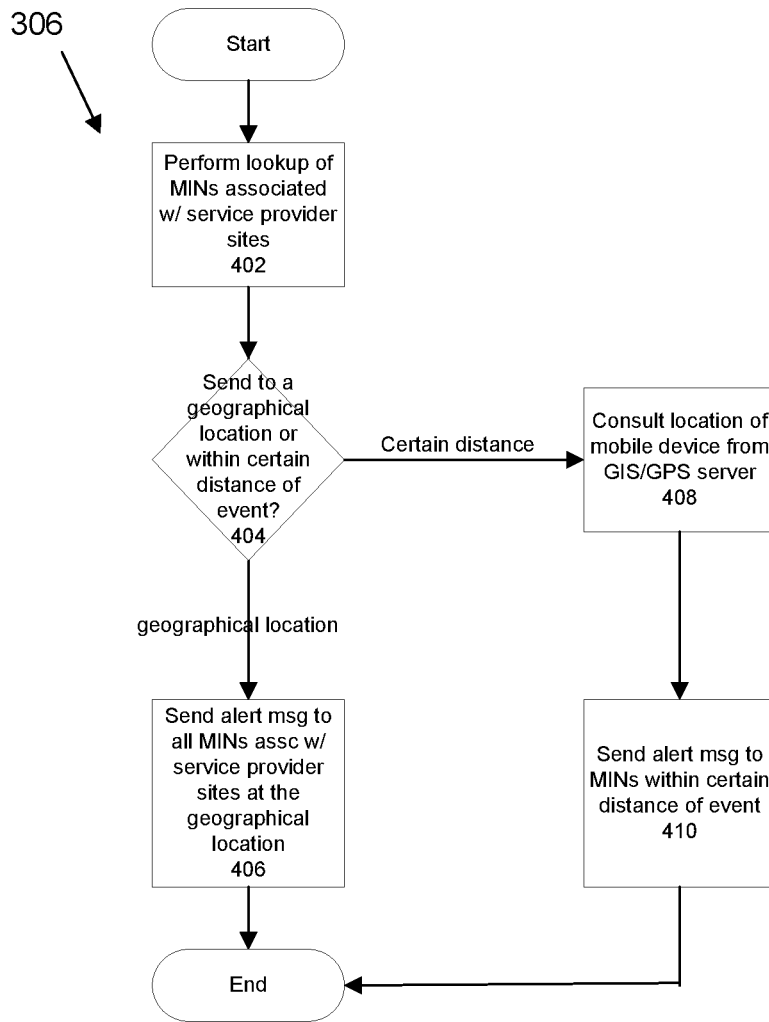 306
Start
Perform lookup of
MINs associated
w/ service provider
sites
402
Send to a
geographical
location or
within certain
distance of
event?
404
Certain distance
Consult location of
mobile device from
GIS/GPS server
408
geographical location
Send alert msg to
all MINs assc w/
service provider
sites at the
geographical
location
406
Send alert msg to
MINs within certain
distance of event
410
End